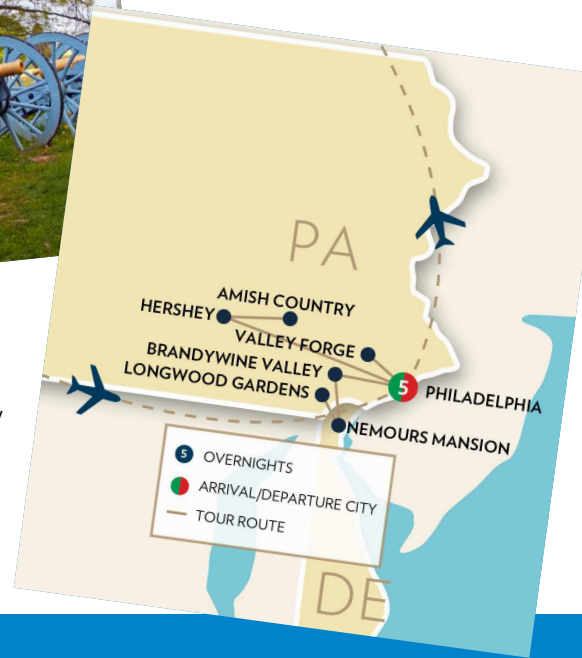 PA
AMISH COUNTRY
HERSHEY
VALLEY FORGE
BRANDYWINE VALLEY
LONGWOOD GARDENS
5
PHILADELPHIA
NEMOURS MANSION
5 OVERNIGHTS
ARRIVAL/DEPARTURE CITY
TOUR ROUTE
DE